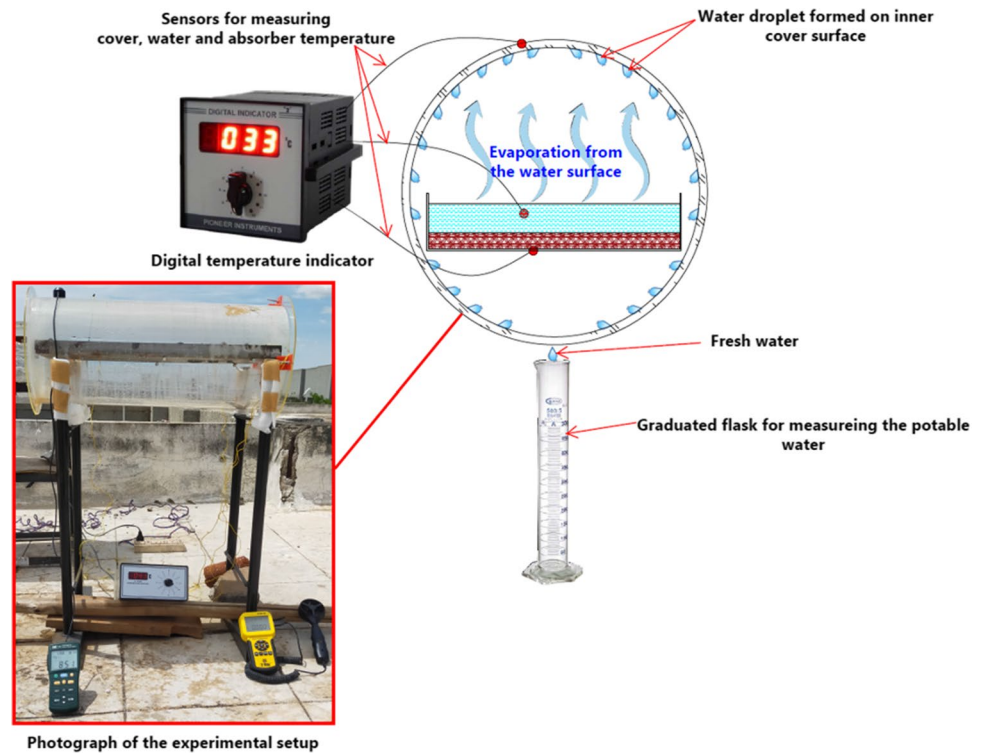 Sensors for measuring
cover, water and absorber temperature
Water droplet formed on inner
cover surface
DIGITAL INDICATOR
033
°C
PIONEER INSTRUMENTS
Evaporation from
the water surface
Digital temperature indicator
Fresh water
Graduated flask for measureing the potable
water
Photograph of the experimental setup